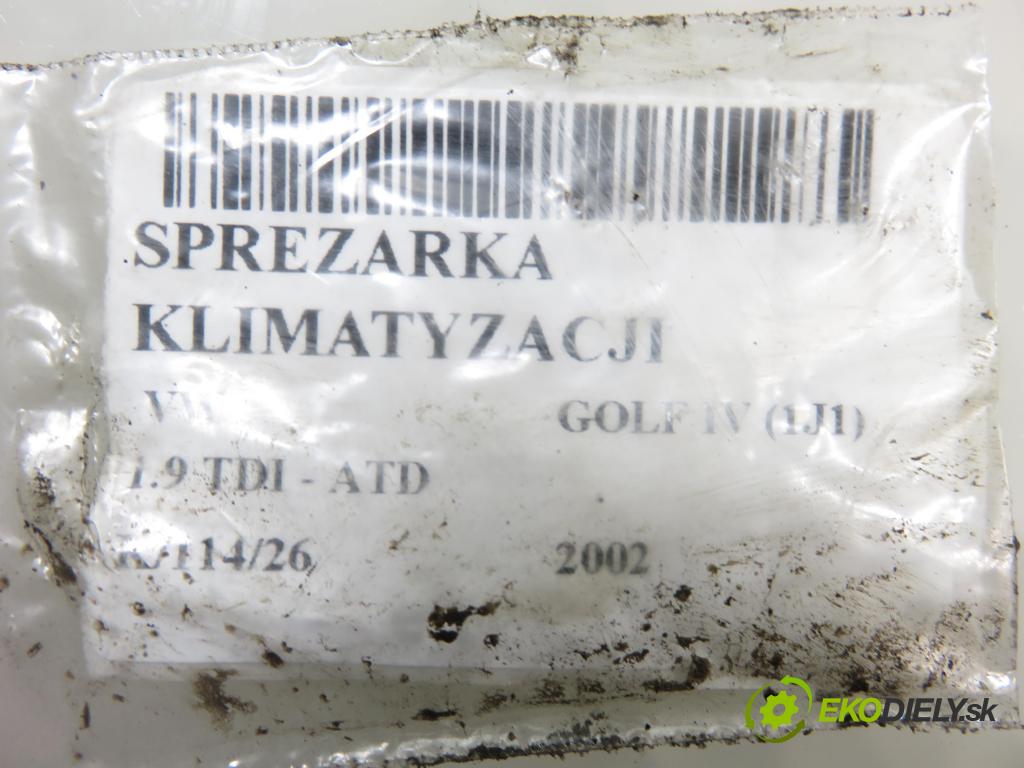 SPREZARKA
KLIMATYZACJI
VW GOLF IV (1J1)
1.9 TDI - ATD
/114/26 2002
EKODIELY.sk